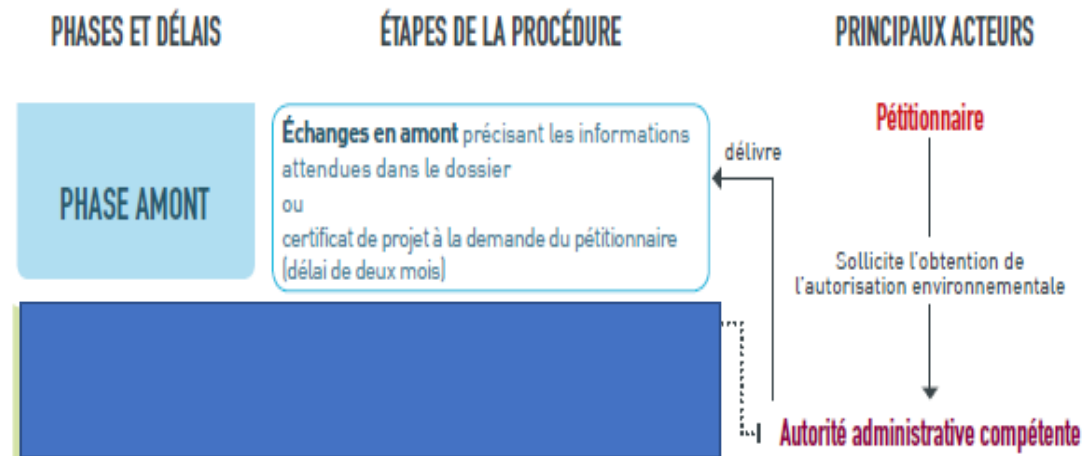 PHASES ET DÉLAIS
ÉTAPES DE LA PROCÉDURE
PRINCIPAUX ACTEURS
PHASE AMONT
Échanges en amont précisant les informations
attendues dans le dossier
ou
certificat de projet à la demande du pétitionnaire
(délai de deux mois)
délivre
Pétitionnaire
Sollicite l'obtention de
l'autorisation environnementale
Autorité administrative compétente